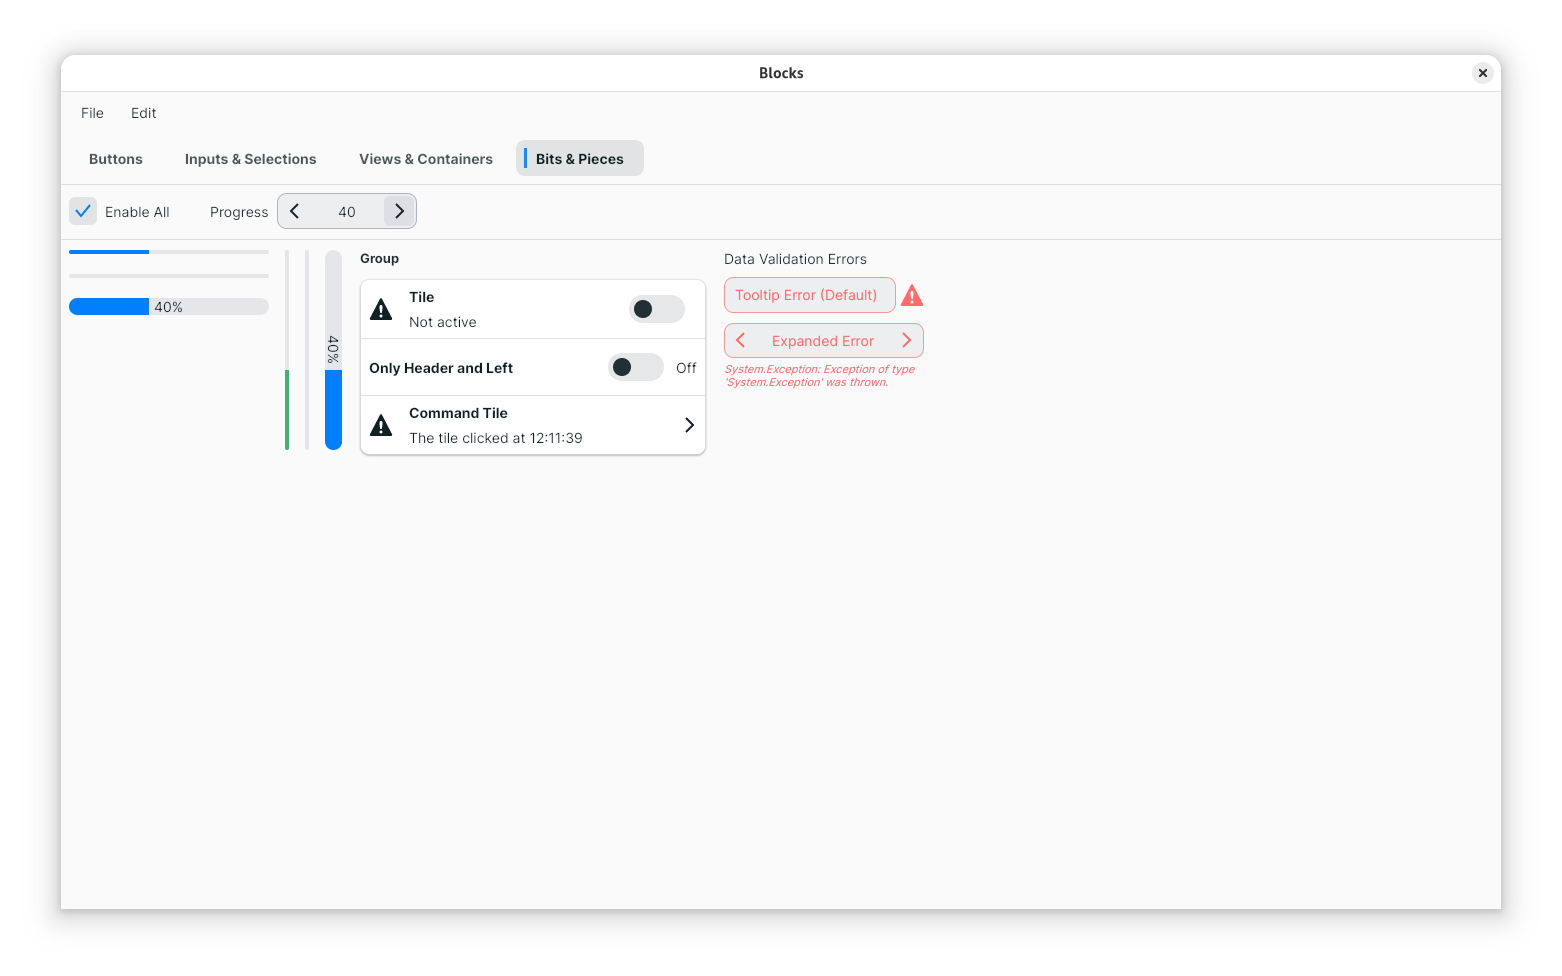 Blocks
File Edit
Buttons Inputs & Selections Views & Containers Bits & Pieces
Enable All Progress 40
40%
40%
Group
Tile
Not active
Only Header and Left Off
Command Tile
The tile clicked at 12:11:39
Data Validation Errors
Tooltip Error (Default)
Expanded Error
System.Exception: Exception of type
'System.Exception' was thrown.